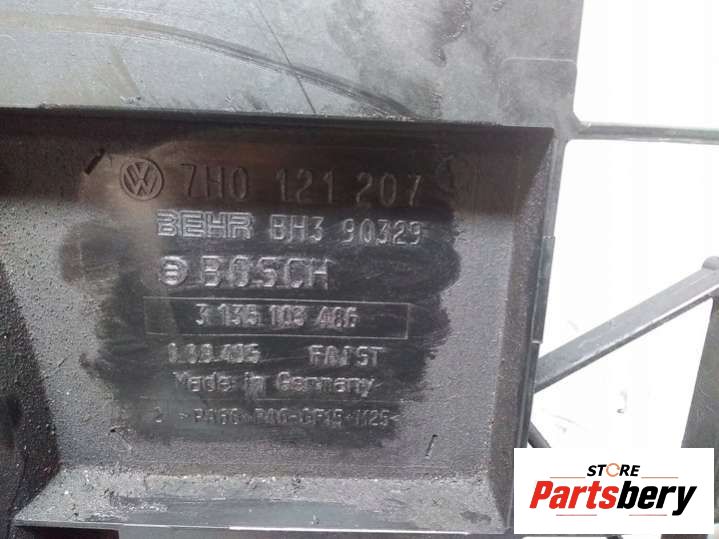 7H0 121 207
BEHR BH3 90329
BOSCH
3 135 103 486
Made in Germany
STORE
Partsbery